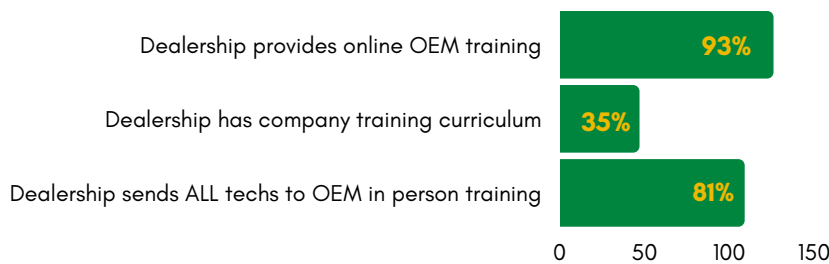 Dealership provides online OEM training 93%
Dealership has company training curriculum 35%
Dealership sends ALL techs to OEM in person training 81%
0 50 100 150